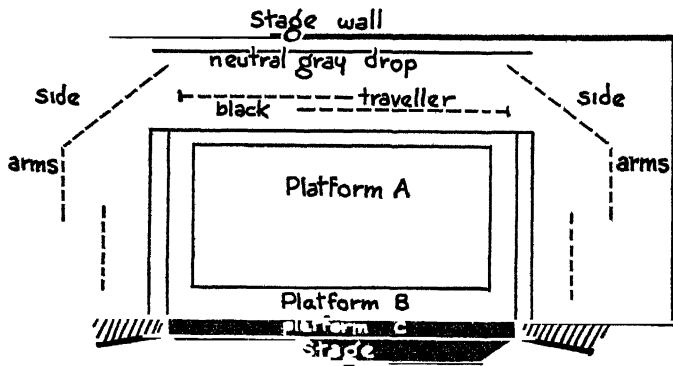 Stage wall
neutral gray drop
side
side
traveller
black
arms
arms
Platform A
Platform B
platform C
Stage